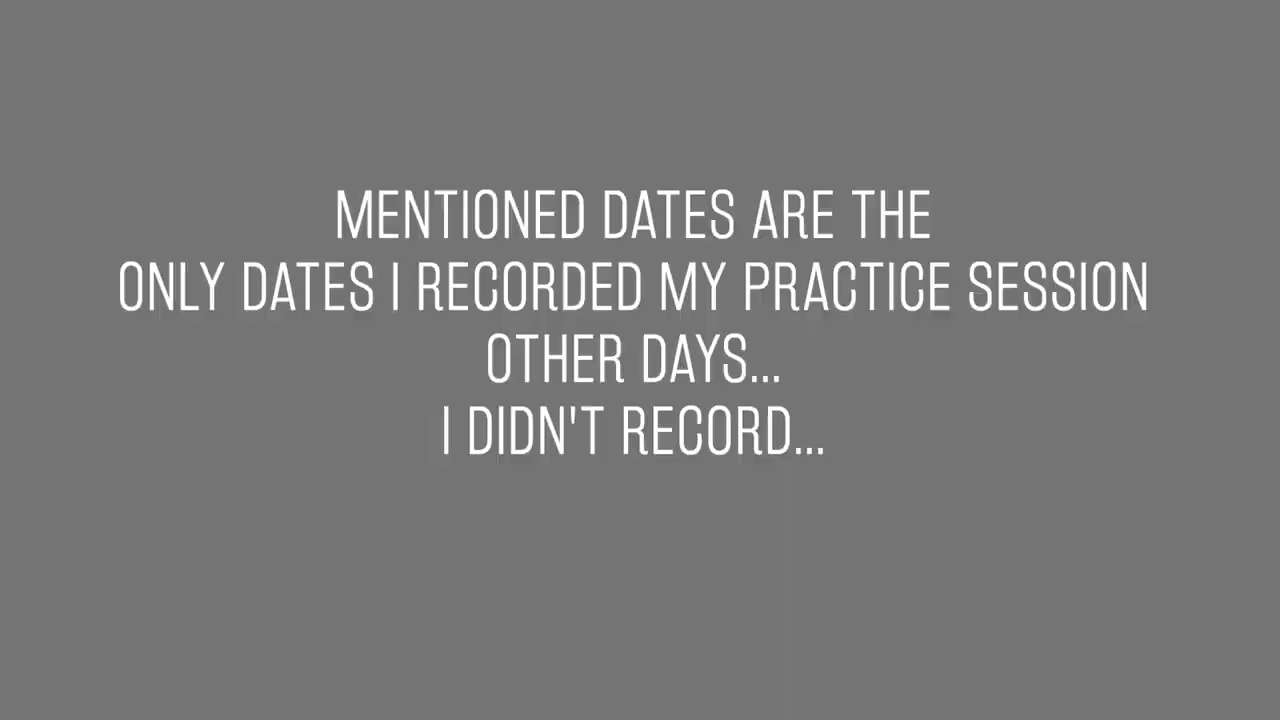 MENTIONED DATES ARE THE
ONLY DATES I RECORDED MY PRACTICE SESSION
OTHER DAYS...
I DIDN'T RECORD...